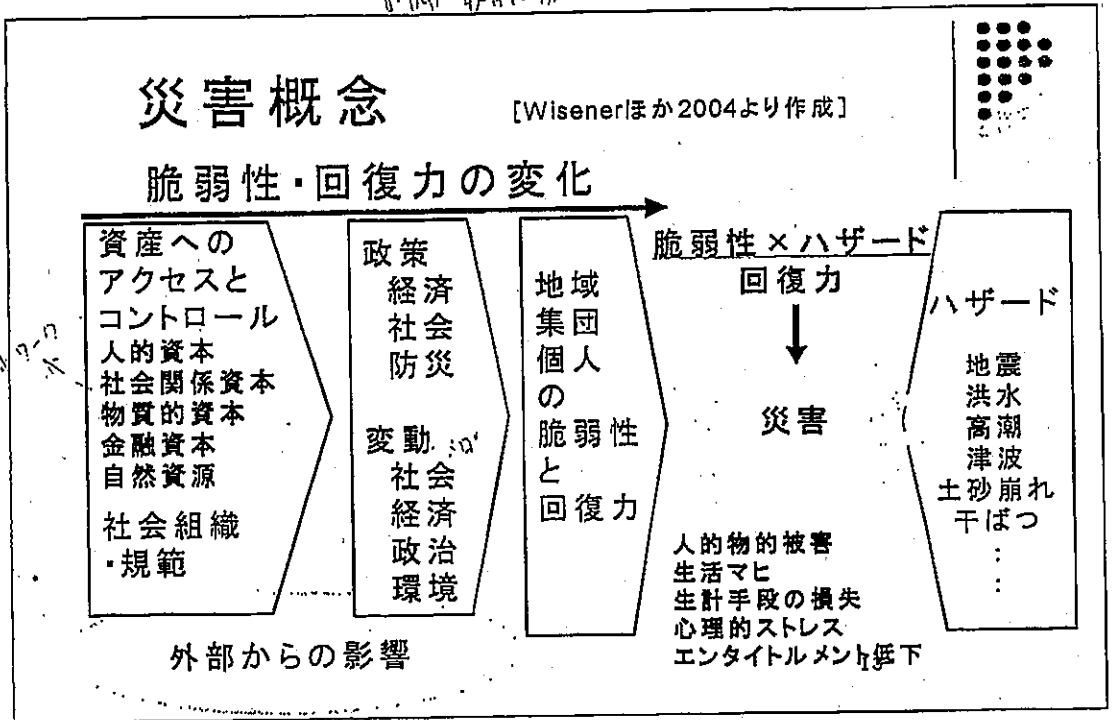 災害概念
[Wisenerほか2004より作成]
脆弱性・回復力の変化
資産への
アクセスと
コントロール
人的資本
社会関係資本
物質的資本
金融資本
自然資源
社会組織
・規範
政策
経済
社会
防災
変動
社会
経済
政治
環境
外部からの影響
地域
集団
個人
の
脆弱性
と
回復力
脆弱性×ハザード
回復力
災害
人的物的被害
生活マヒ
生計手段の損失
心理的ストレス
エンタイトルメント低下
ハザード
地震
洪水
高潮
津波
土砂崩れ
干ばつ
:
: